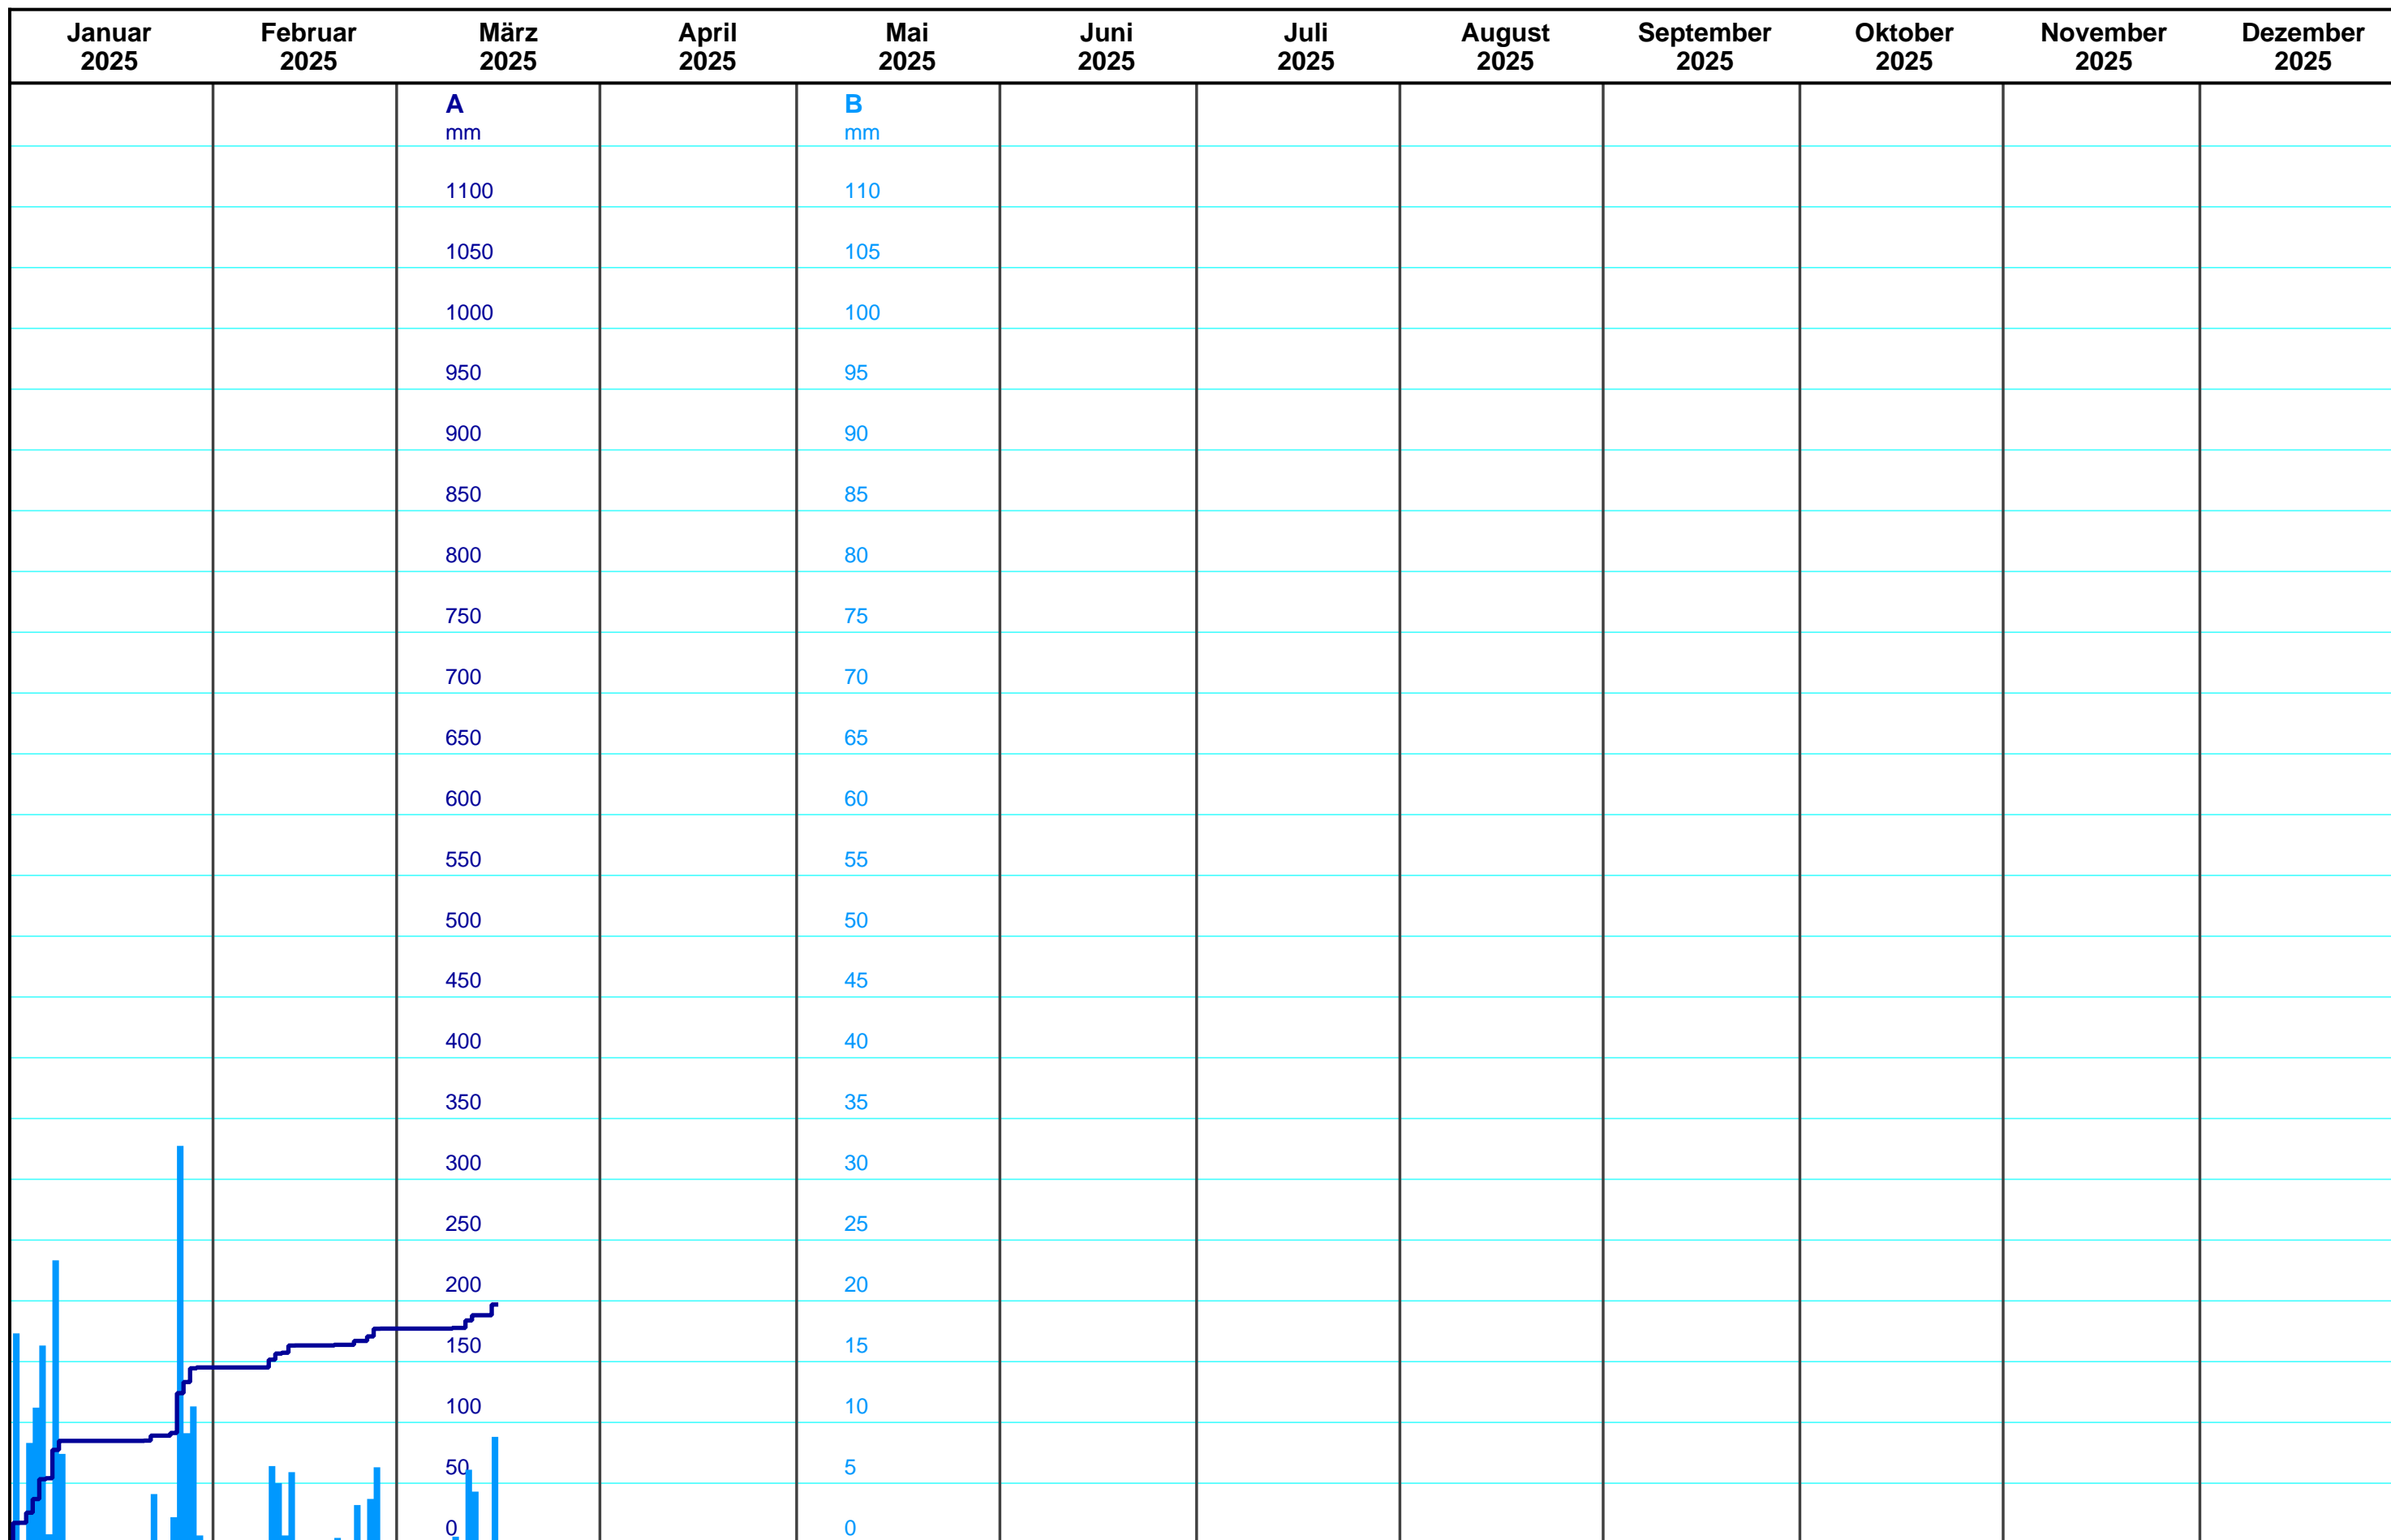 Januar 2025
Februar 2025
März 2025
April 2025
Mai 2025
Juni 2025
Juli 2025
August 2025
September 2025
Oktober 2025
November 2025
Dezember 2025
A
mm
1100
1050
1000
950
900
850
800
750
700
650
600
550
500
450
400
350
300
250
200
150
100
50
0
B
mm
110
105
100
95
90
85
80
75
70
65
60
55
50
45
40
35
30
25
20
15
10
5
0